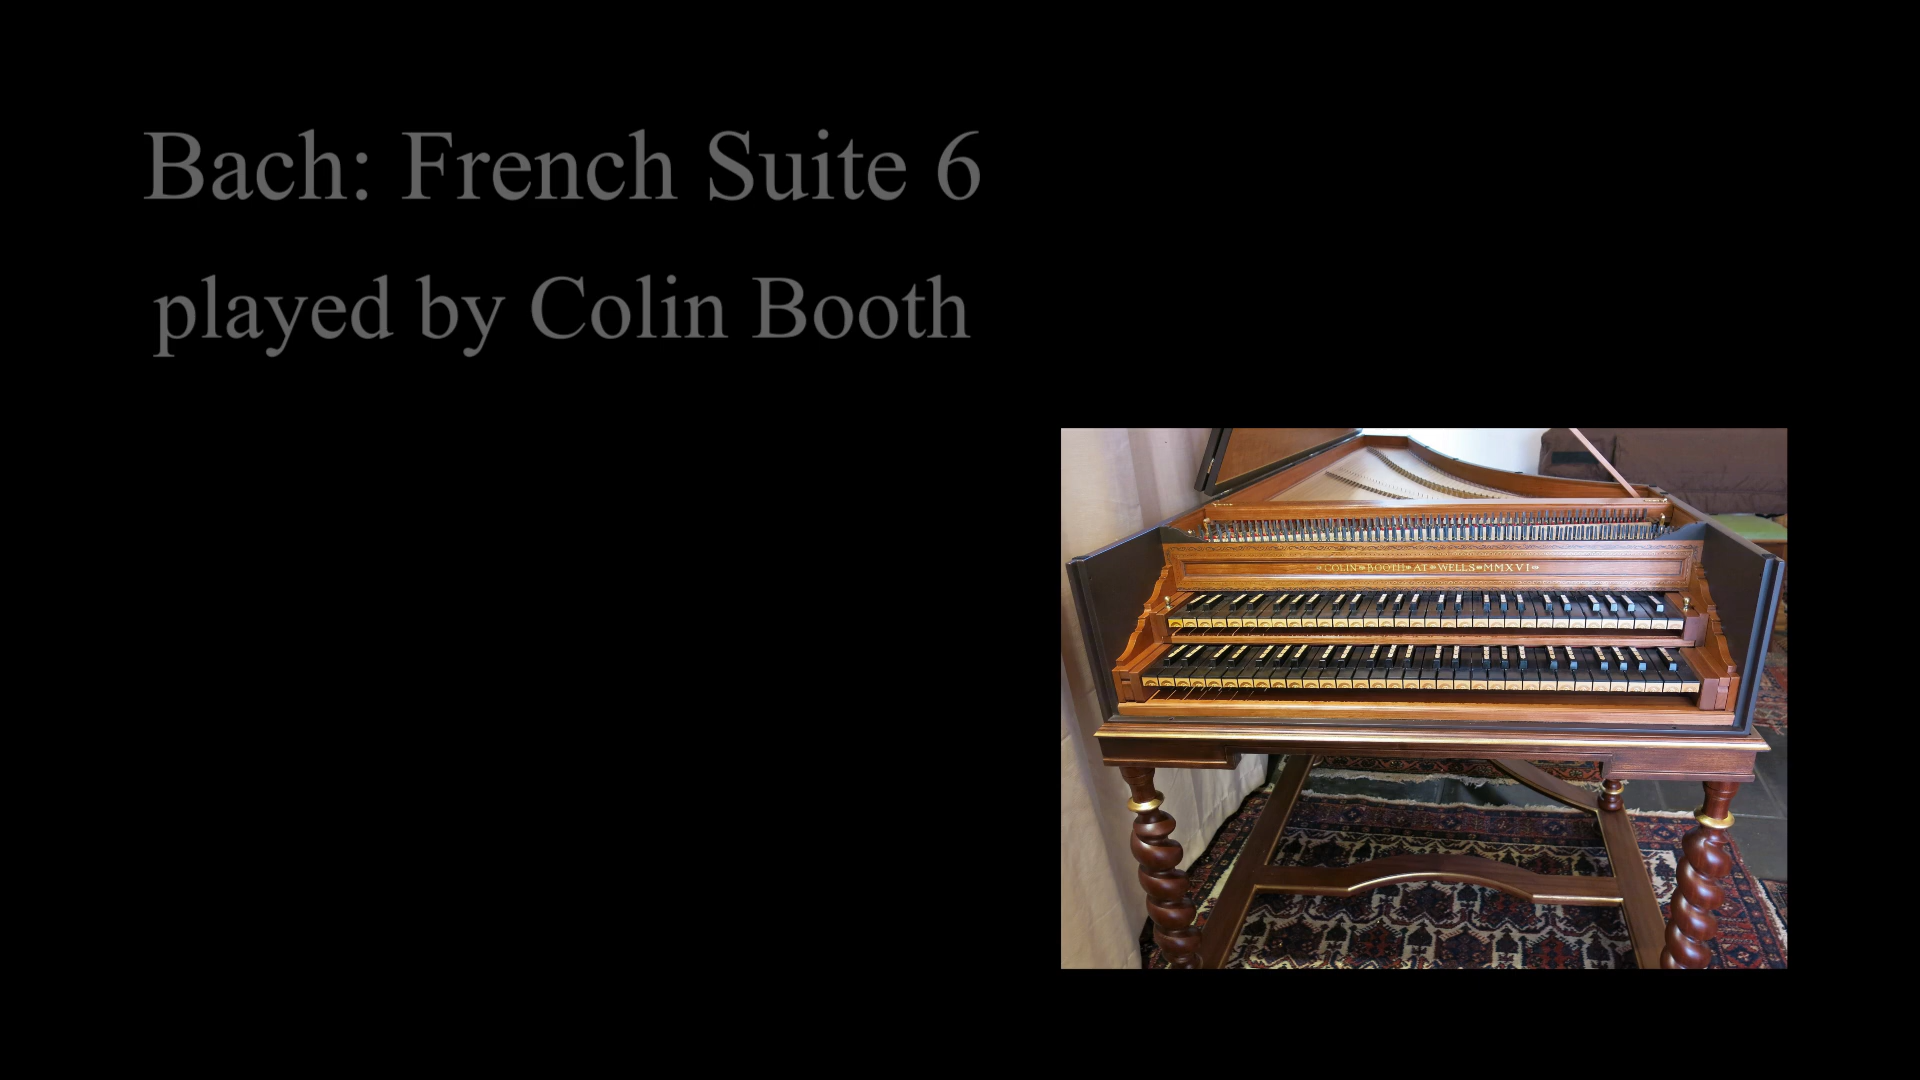 Bach: French Suite 6
played by Colin Booth
COLIN BOOTH AT WELLS MMXVI